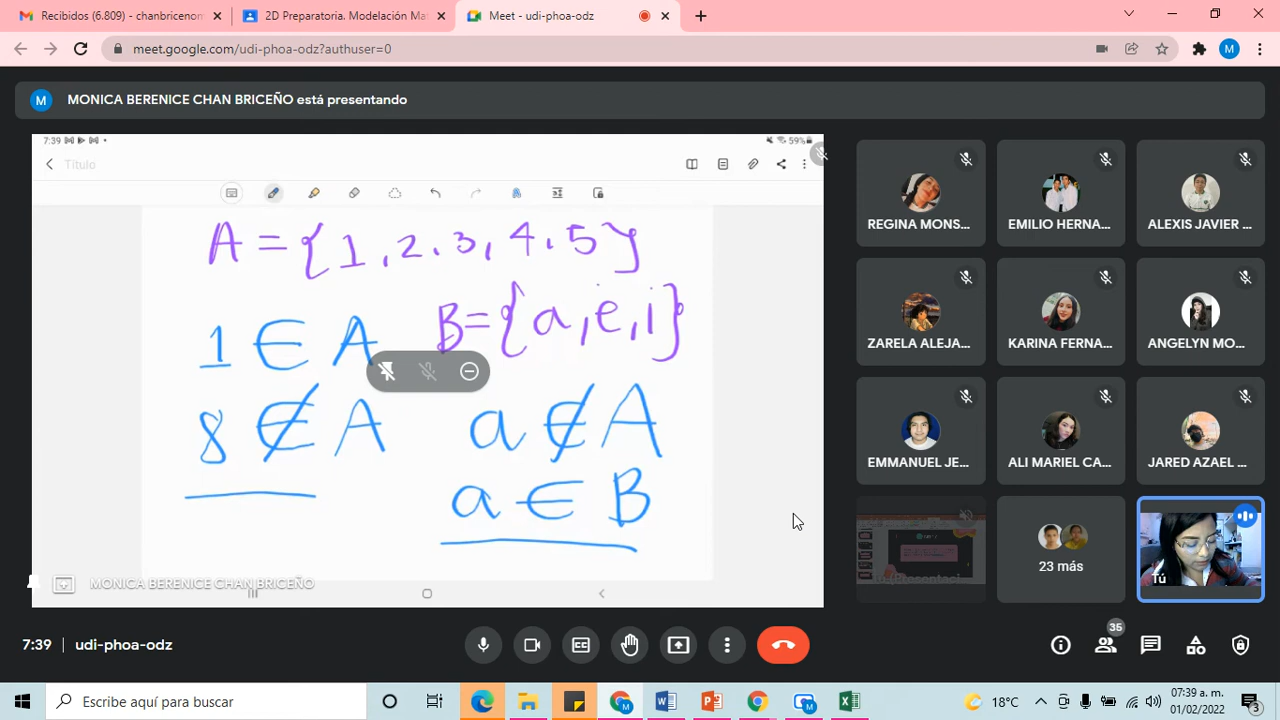 Recibidos (6.809) - chanbricenom
2D Preparatoria. Modelación Ma
Meet - udi-phoa-odz
meet.google.com/udi-phoa-odz?authuser=0
M
M MONICA BERENICE CHAN BRICEÑO está presentando
7:39
59%
Título
A = {1, 2, 3, 4, 5}
B = {a, e, i}
1 ∈ A
8 ∉ A
a ∉ A
a ∈ B
MONICA BERENICE CHAN BRICEÑO
REGINA MONS...
EMILIO HERNA...
ALEXIS JAVIER ...
ZARELA ALEJA...
KARINA FERNA...
ANGELYN MO...
EMMANUEL JE...
ALI MARIEL CA...
JARED AZAEL ...
23 más
Tú
7:39 | udi-phoa-odz
35
Escribe aquí para buscar
18°C
07:39 a. m.
01/02/2022
3